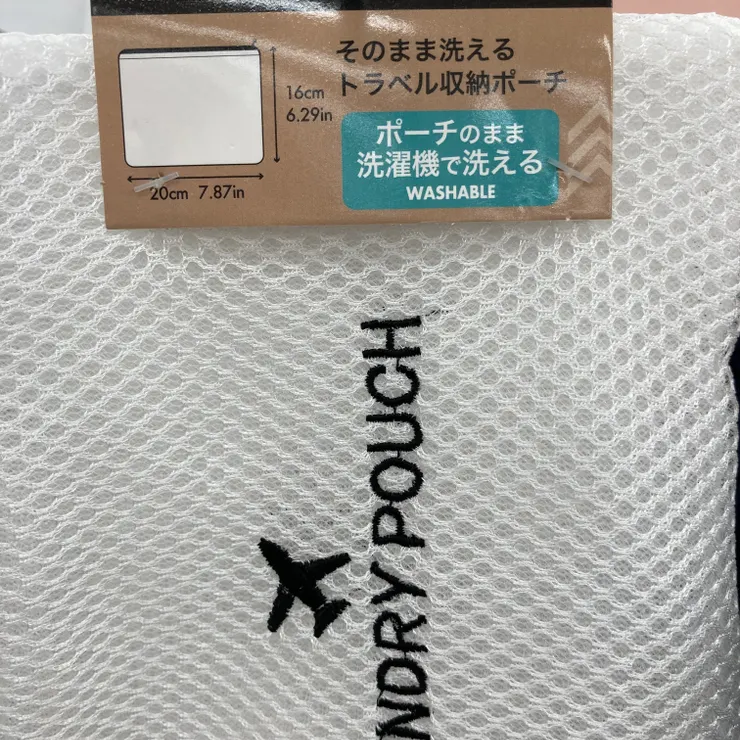 そのまま洗える
トラベル収納ポーチ
16cm
6.29in
20cm 7.87in
ポーチのまま
洗濯機で洗える
WASHABLE
NDRY POUCH